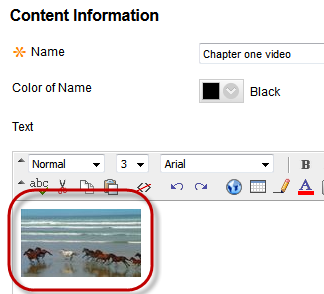 Content Information
Name Chapter one video
Color of Name Black
Text
Normal 3 Arial B
abc A